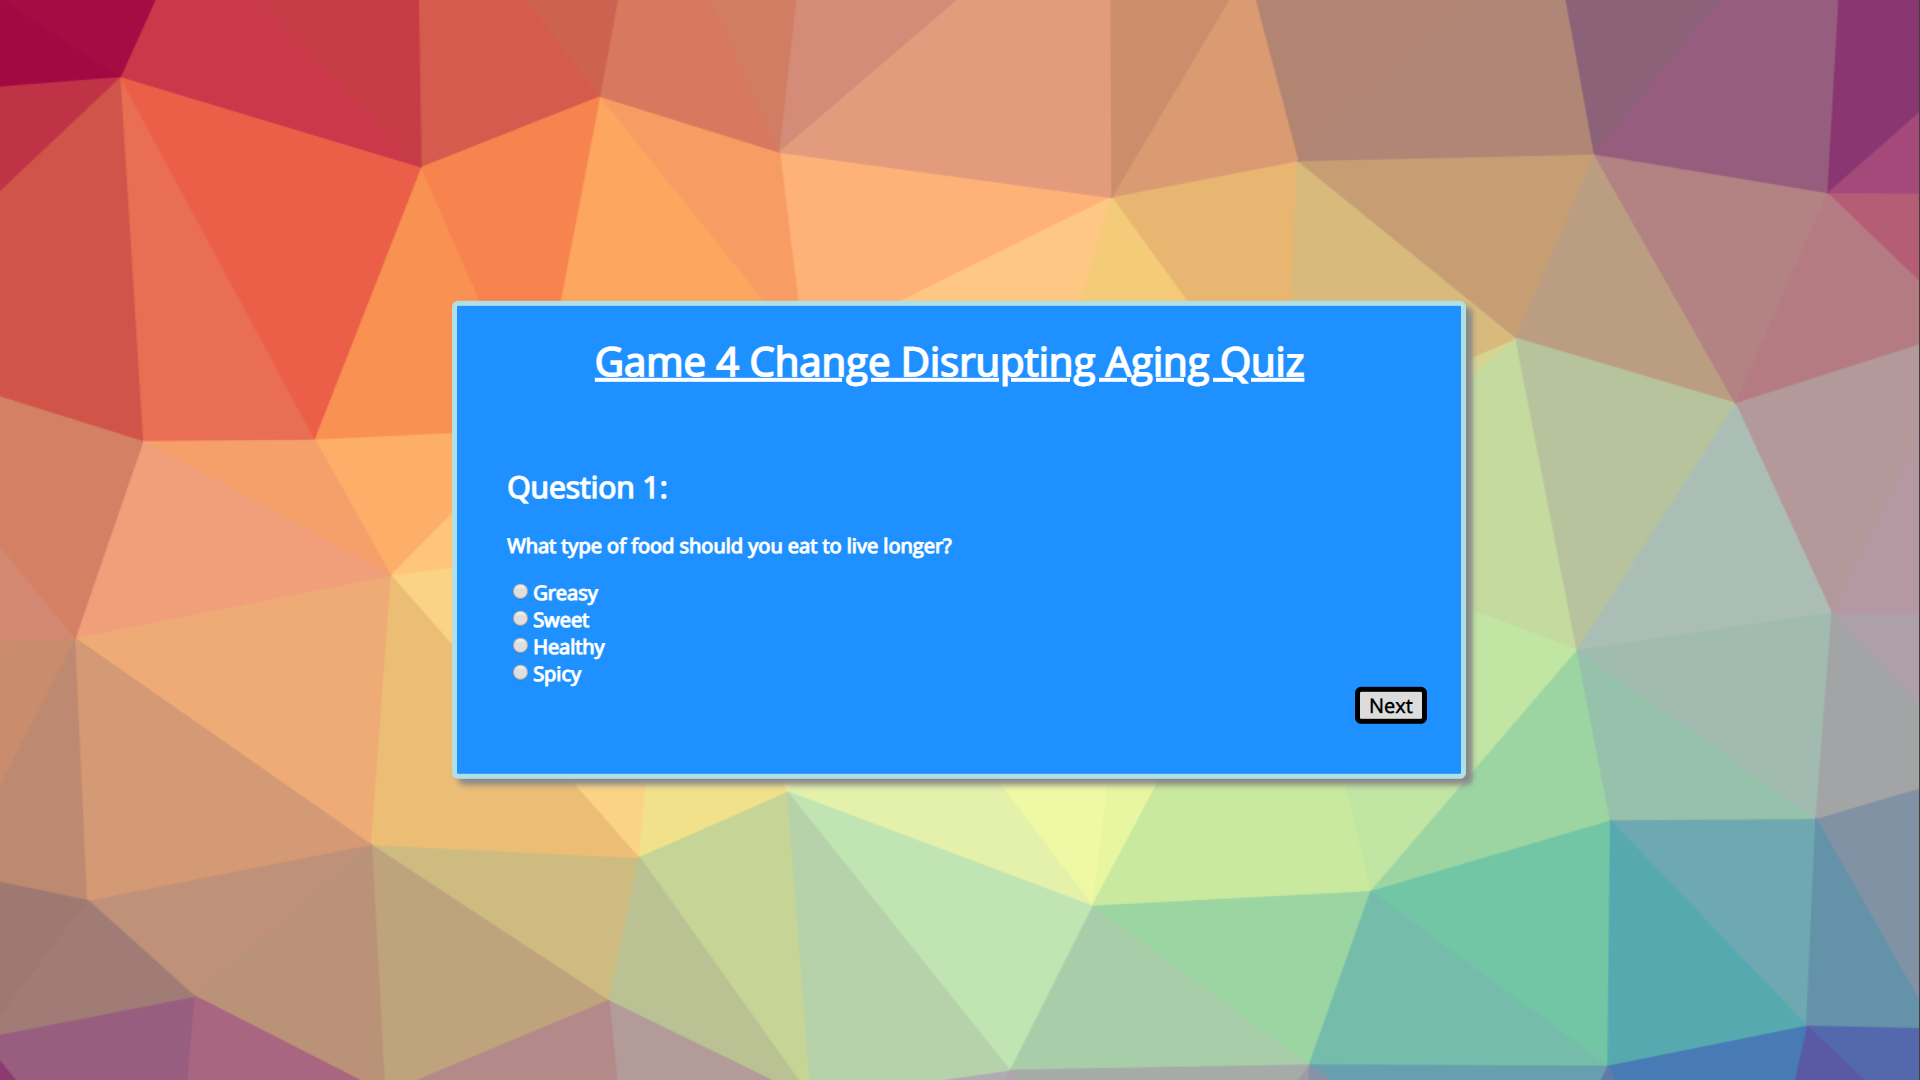 Game 4 Change Disrupting Aging Quiz
Question 1:
What type of food should you eat to live longer?
Greasy
Sweet
Healthy
Spicy
Next